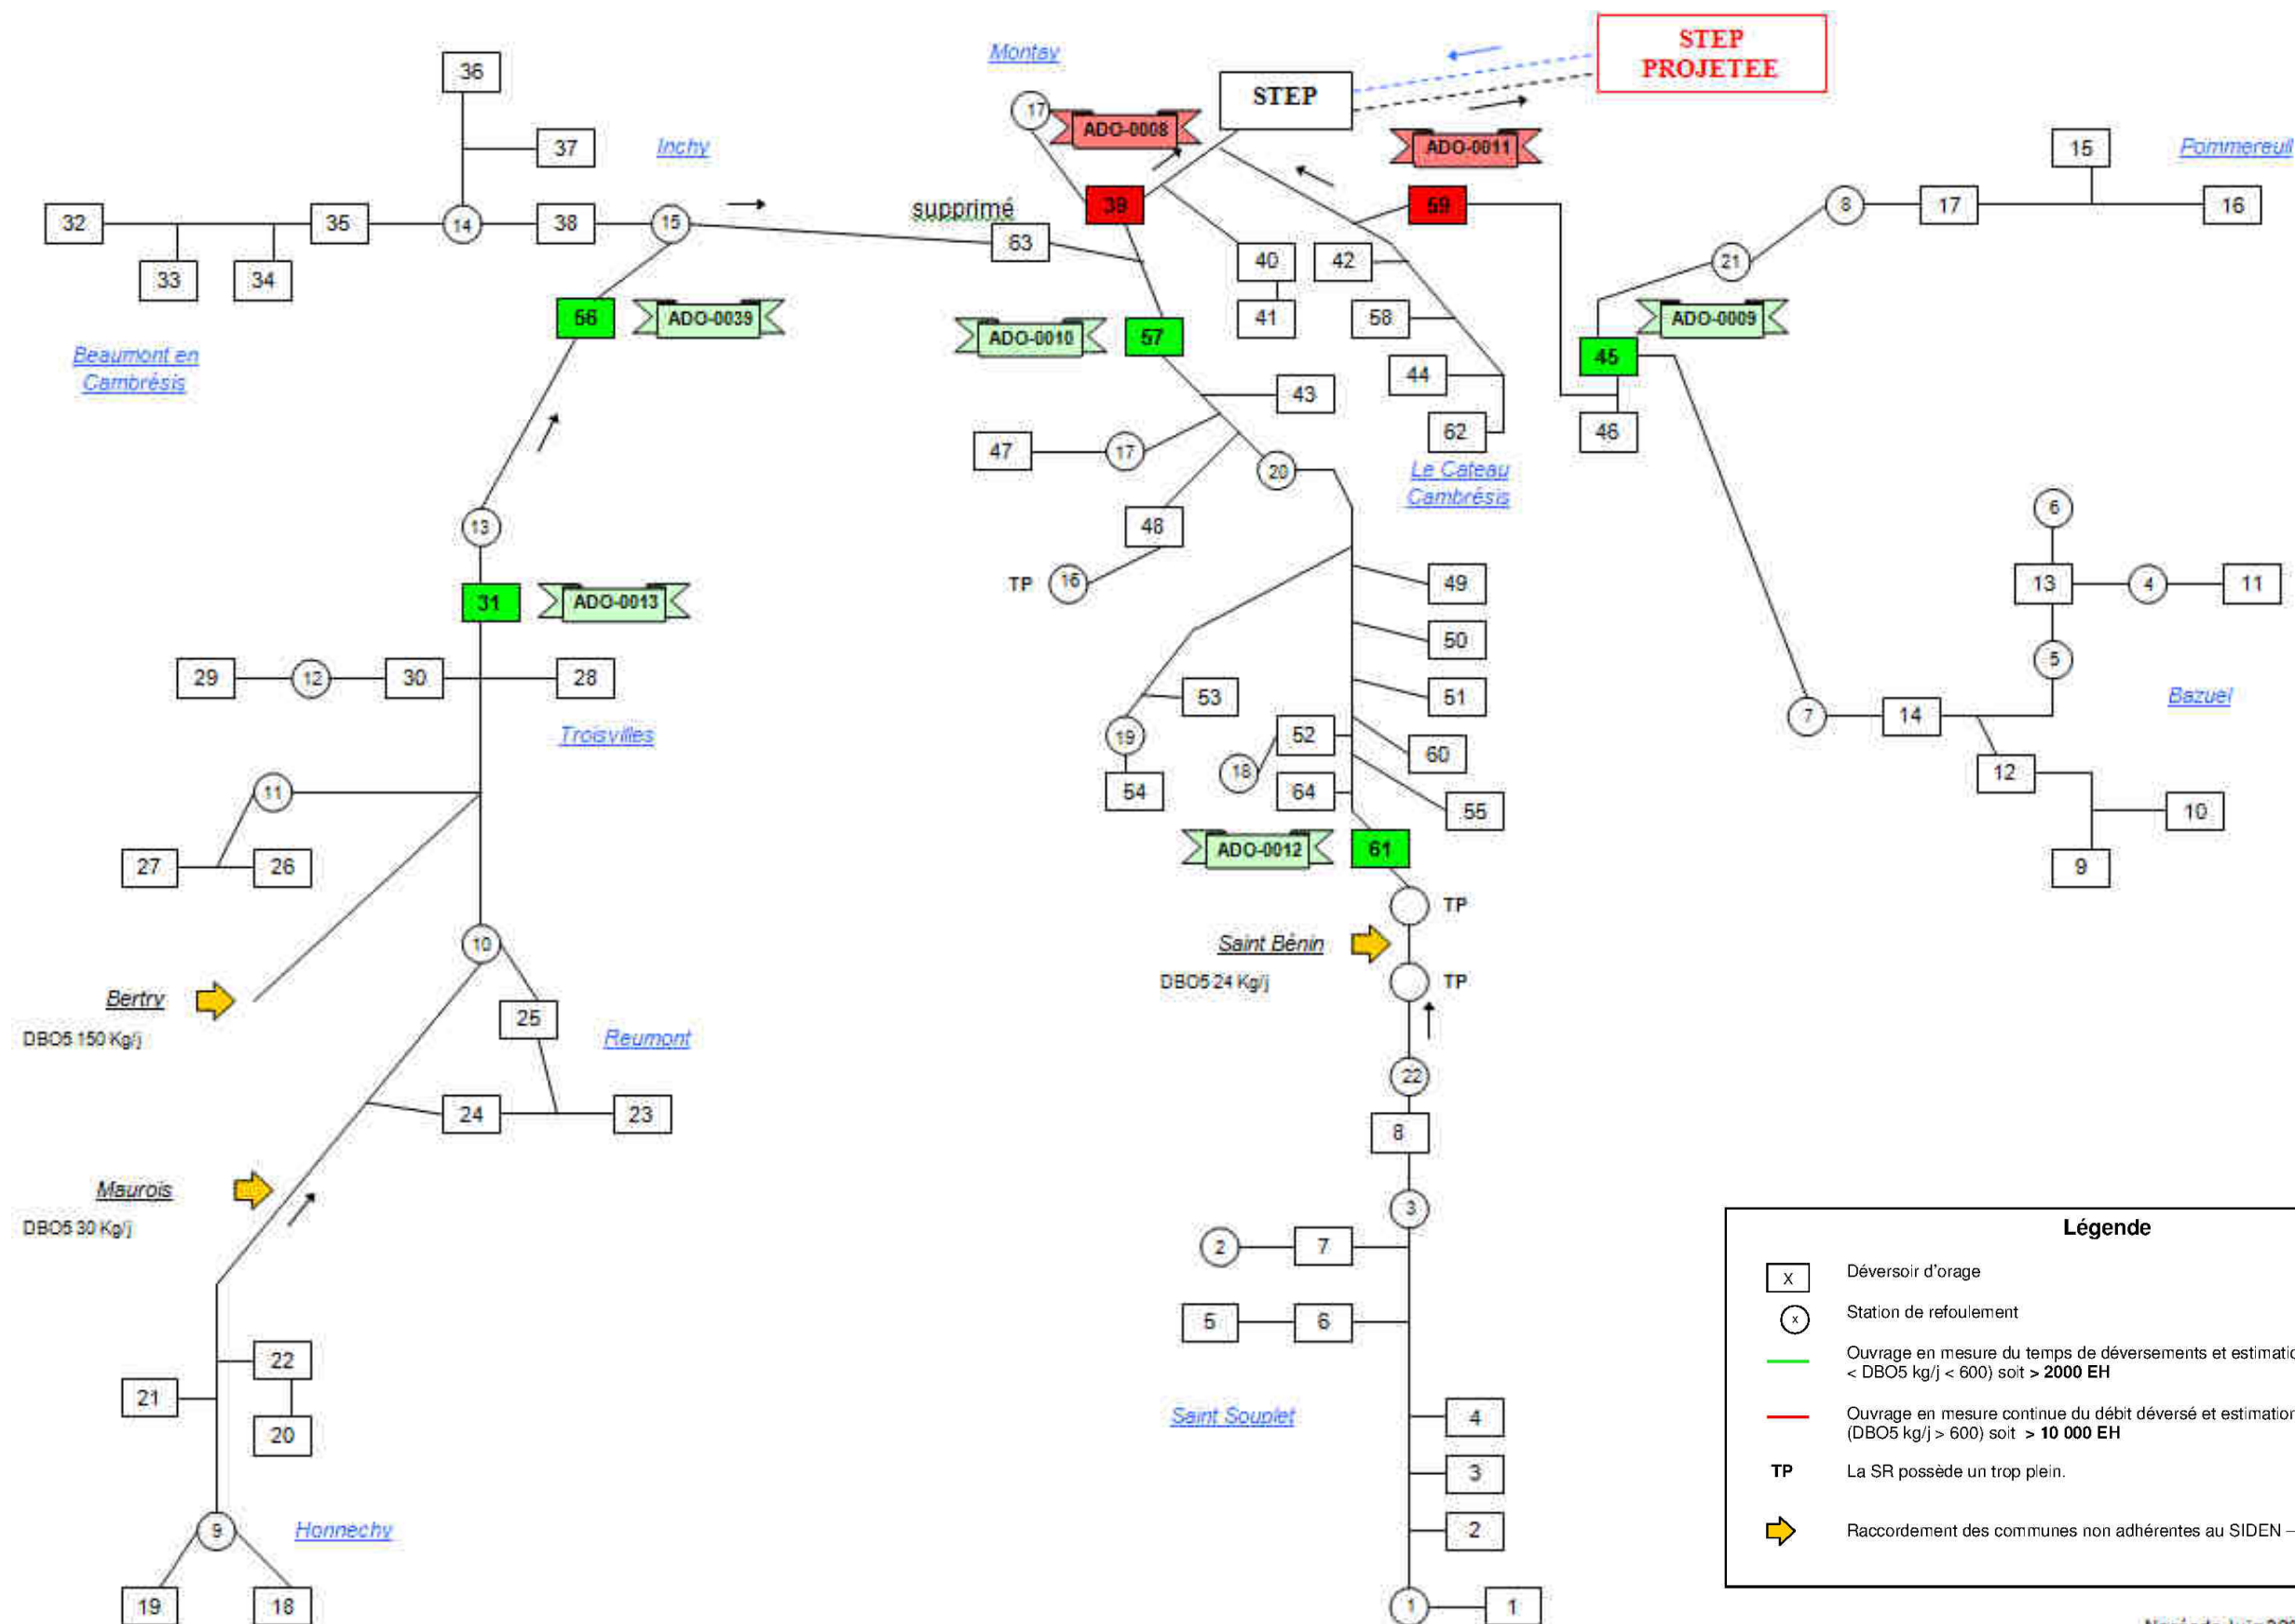 STEP
PROJETEE
Montay
STEP
36
17
ADO-0008
ADO-0011
37
Inchy
15
Pommereuil
32
35
14
38
15
supprimé
63
39
59
8
17
16
33
34
40
42
21
56
ADO-0039
ADO-0010
57
41
58
ADO-0009
45
Beaumont en
Cambrésis
43
44
47
17
62
46
20
Le Cateau
Cambrésis
13
48
6
TP
16
49
13
4
11
31
ADO-0013
50
5
29
12
30
28
53
51
Bazuel
Troisvilles
19
52
60
7
14
18
12
11
54
64
55
10
27
26
ADO-0012
61
9
TP
10
Saint Bénin
DBO5 24 Kg/j
TP
Bertry
DBO5 150 Kg/j
25
Reumont
22
24
23
8
Maurois
DBO5 30 Kg/j
3
2
7
5
6
22
21
20
Saint Souplet
4
3
2
9
Honnechy
19
18
1
1
Légende
X
Déversoir d'orage
x
Station de refoulement
Ouvrage en mesure du temps de déversements et
< DBO5 kg/j < 600) soit > 2000 EH
Ouvrage en mesure continue du débit déversé et estimation
(DBO5 kg/j > 600) soit > 10 000 EH
TP
La SR possède un trop plein.
Raccordement des communes non adhérentes au SIDEN –